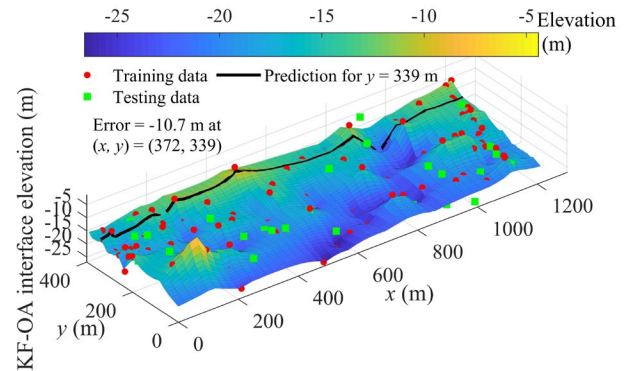 -25 -20 -15 -10 -5 Elevation
(m)
Training data Prediction for y = 339 m
Testing data
Error = -10.7 m at
(x, y) = (372, 339)
KF-OA interface elevation (m)
-5
-10
-15
-20
-25
400
200
0
y (m)
0
200
400
600
800
1000
1200
x (m)